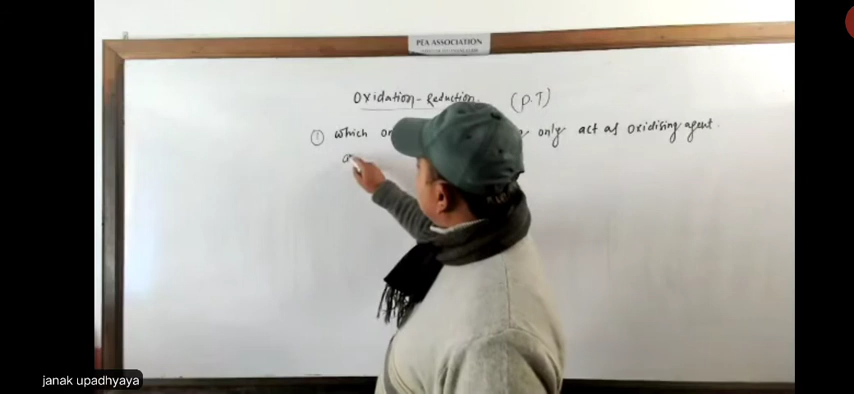 PEA ASSOCIATION
Oxidation-Reduction (P.T)
① which only act as oxidising agent.
a
janak upadhyaya